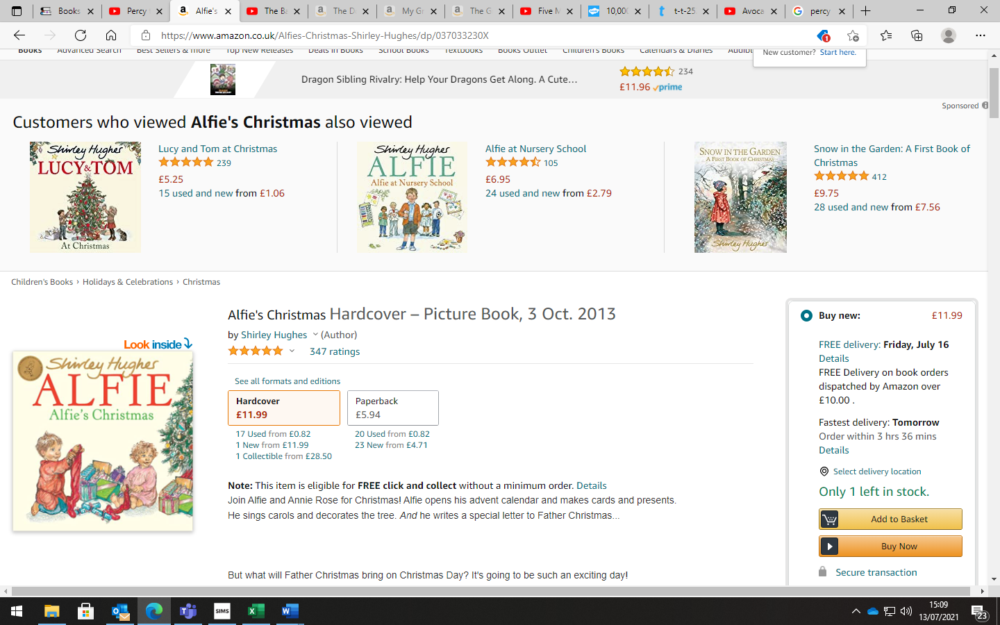 Books
Percy
Alfie's
The Ba
The D
My Gr
The G
Five M
10,000
t-t-25
Avoca
percy
https://www.amazon.co.uk/Alfies-Christmas-Shirley-Hughes/dp/037033230X
1
Books Advanced Search Best Sellers & more Top New Releases Deals in Books School Books Textbooks Books Outlet Children's Books Calendars & Diaries Audibl
New customer? Start here.
Dragon Sibling Rivalry: Help Your Dragons Get Along. A Cute…
234
£11.96 prime
Sponsored
Customers who viewed Alfie's Christmas also viewed
Shirley Hughes
LUCY & TOM
At Christmas
Lucy and Tom at Christmas
239
£5.25
15 used and new from £1.06
Shirley Hughes
ALFIE
Alfie at Nursery School
Alfie at Nursery School
105
£6.95
24 used and new from £2.79
SNOW IN THE GARDEN
A FIRST BOOK OF CHRISTMAS
Shirley Hughes
Snow in the Garden: A First Book of
Christmas
412
£9.75
28 used and new from £7.56
Children's Books › Holidays & Celebrations › Christmas
Look inside
Shirley Hughes
ALFIE
Alfie's Christmas
Alfie's Christmas Hardcover – Picture Book, 3 Oct. 2013
by Shirley Hughes (Author)
347 ratings
See all formats and editions
Hardcover
£11.99
17 Used from £0.82
1 New from £11.99
1 Collectible from £28.50
Paperback
£5.94
20 Used from £0.82
23 New from £4.71
Note: This item is eligible for FREE click and collect without a minimum order. Details
Join Alfie and Annie Rose for Christmas! Alfie opens his advent calendar and makes cards and presents.
He sings carols and decorates the tree. And he writes a special letter to Father Christmas...
But what will Father Christmas bring on Christmas Day? It's going to be such an exciting day!
Buy new: £11.99
FREE delivery: Friday, July 16
Details
FREE Delivery on book orders
dispatched by Amazon over
£10.00 .
Fastest delivery: Tomorrow
Order within 3 hrs 36 mins
Details
Select delivery location
Only 1 left in stock.
Add to Basket
Buy Now
Secure transaction
SIMS
15:09
13/07/2021
23